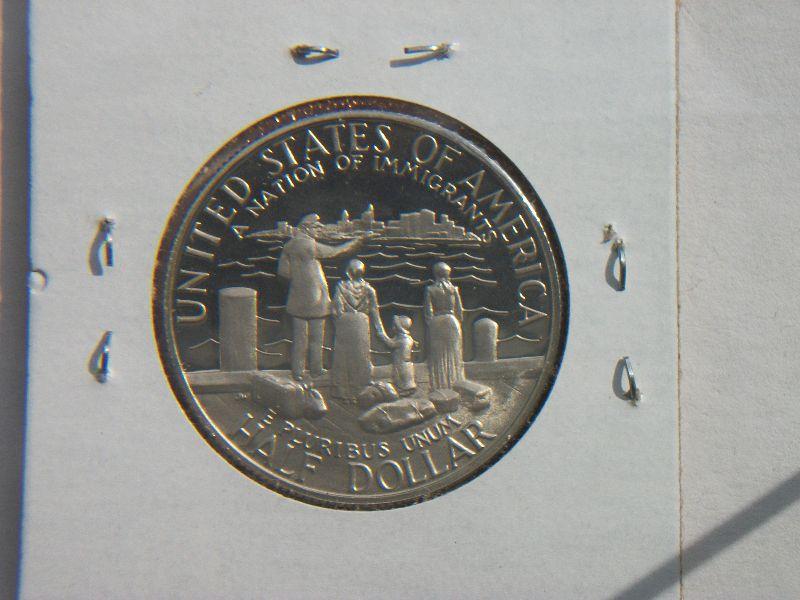 UNITED STATES OF AMERICA
A NATION OF IMMIGRANTS
E PLURIBUS UNUM
HALF DOLLAR